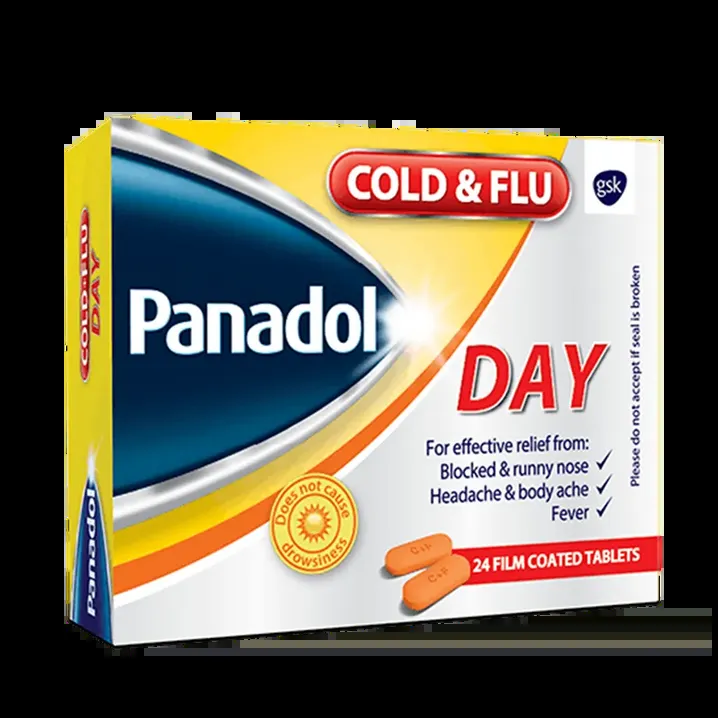 COLD & FLU
gsk
Panadol
DAY
For effective relief from:
Blocked & runny nose ✓
Headache & body ache ✓
Fever ✓
Does not cause
drowsiness
24 FILM COATED TABLETS
C+F
C+F
Please do not accept if seal is broken
COLD & FLU
DAY
Panadol